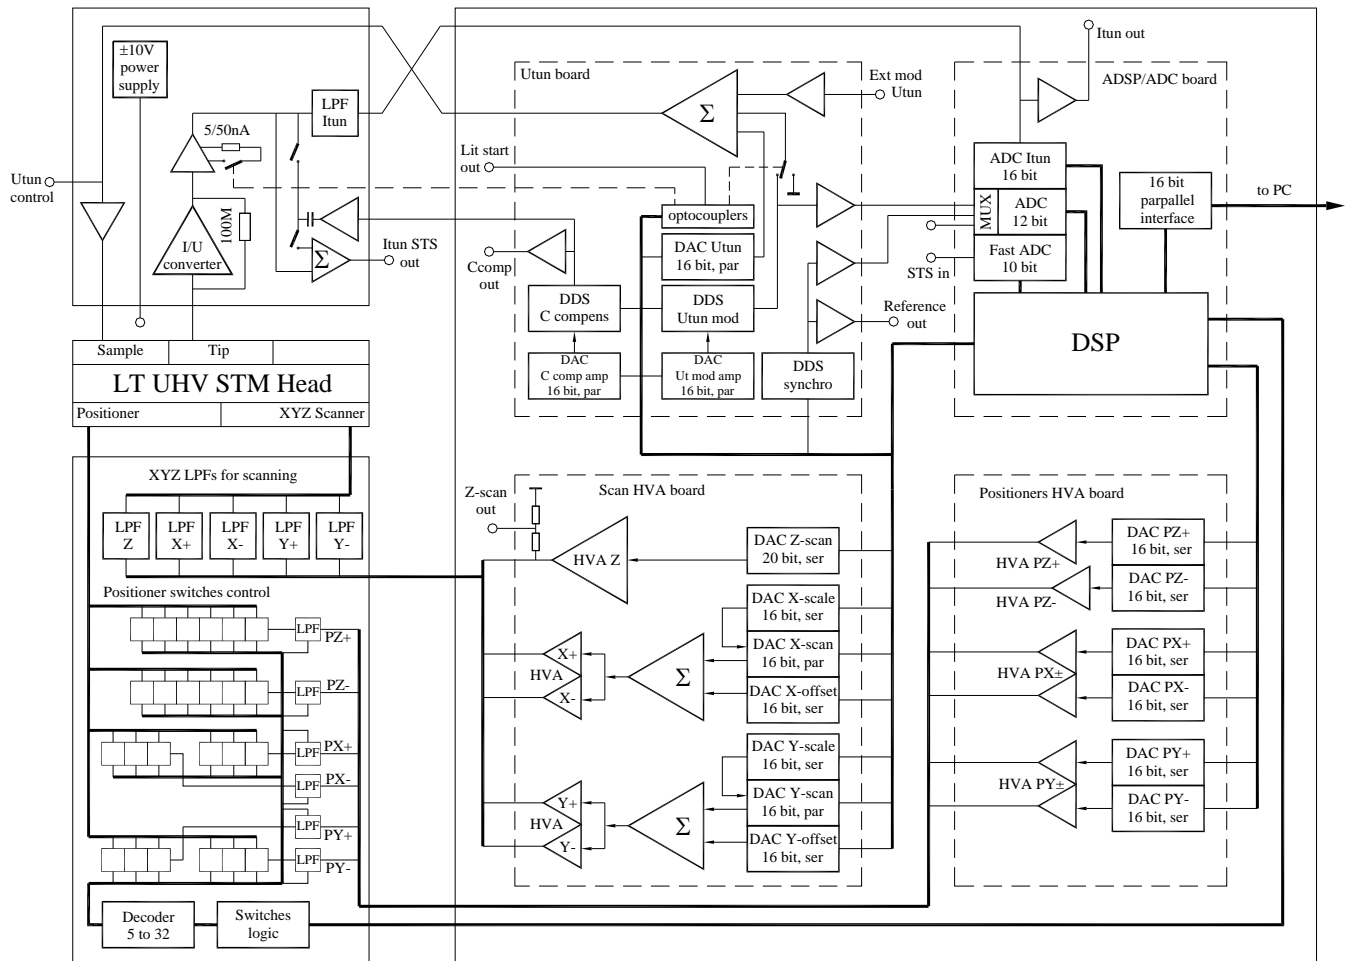 ±10V
power
supply
LPF
Itun
5/50nA
Utun
control
100M
I/U
converter
Σ
Itun STS
out
Sample
Tip
LT UHV STM Head
Positioner
XYZ Scanner
Utun board
Σ
Ext mod
Utun
Lit start
out
optocouplers
DAC Utun
16 bit, par
Ccomp
out
DDS
C compens
DDS
Utun mod
DAC
C comp amp
16 bit, par
DAC
Ut mod amp
16 bit, par
DDS
synchro
Reference
out
Itun out
ADSP/ADC board
ADC Itun
16 bit
MUX
ADC
12 bit
Fast ADC
10 bit
STS in
16 bit
parpallel
interface
to PC
DSP
XYZ LPFs for scanning
LPF
Z
LPF
X+
LPF
X-
LPF
Y+
LPF
Y-
Positioner switches control
LPF
PZ+
LPF
PZ-
LPF
PX+
LPF
PX-
LPF
PY+
LPF
PY-
Decoder
5 to 32
Switches
logic
Z-scan
out
Scan HVA board
HVA Z
DAC Z-scan
20 bit, ser
DAC X-scale
16 bit, ser
DAC X-scan
16 bit, par
DAC X-offset
16 bit, ser
X+
HVA
X-
Σ
DAC Y-scale
16 bit, ser
DAC Y-scan
16 bit, par
DAC Y-offset
16 bit, ser
Y+
HVA
Y-
Σ
Positioners HVA board
HVA PZ+
DAC PZ+
16 bit, ser
HVA PZ-
DAC PZ-
16 bit, ser
HVA PX±
DAC PX+
16 bit, ser
DAC PX-
16 bit, ser
HVA PY±
DAC PY+
16 bit, ser
DAC PY-
16 bit, ser